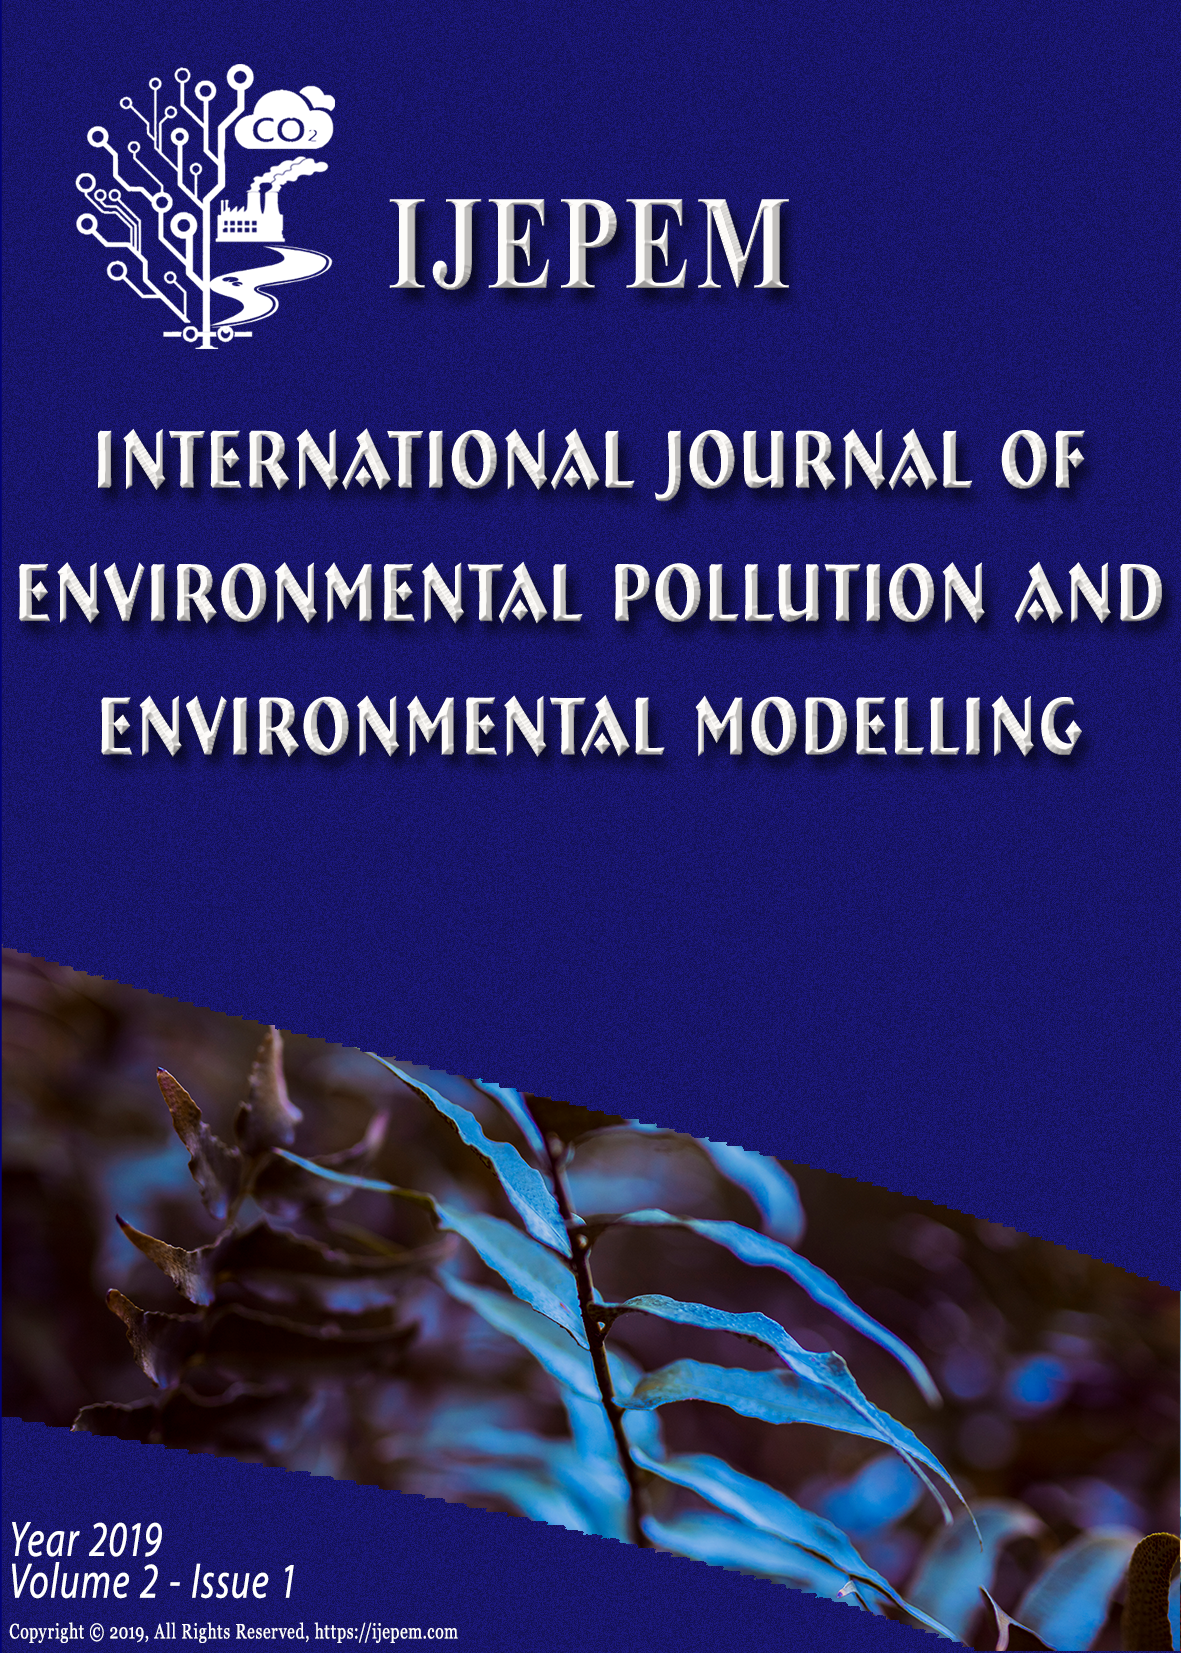 CO2
IJEPEM
INTERNATIONAL JOURNAL OF
ENVIRONMENTAL POLLUTION AND
ENVIRONMENTAL MODELLING
Year 2019
Volume 2 - Issue 1
Copyright © 2019, All Rights Reserved, https://ijepem.com